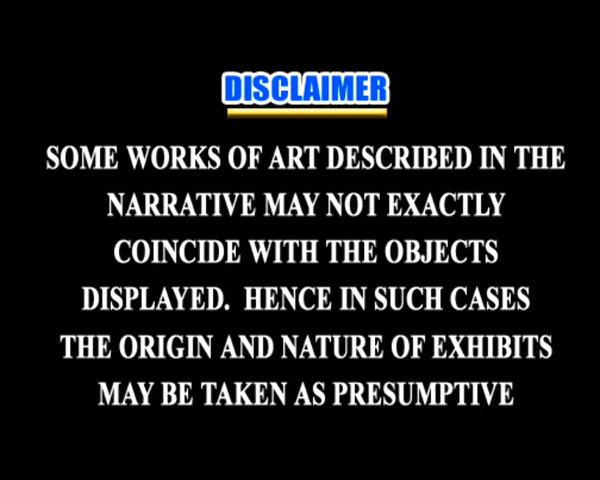 DISCLAIMER
SOME WORKS OF ART DESCRIBED IN THE
NARRATIVE MAY NOT EXACTLY
COINCIDE WITH THE OBJECTS
DISPLAYED. HENCE IN SUCH CASES
THE ORIGIN AND NATURE OF EXHIBITS
MAY BE TAKEN AS PRESUMPTIVE